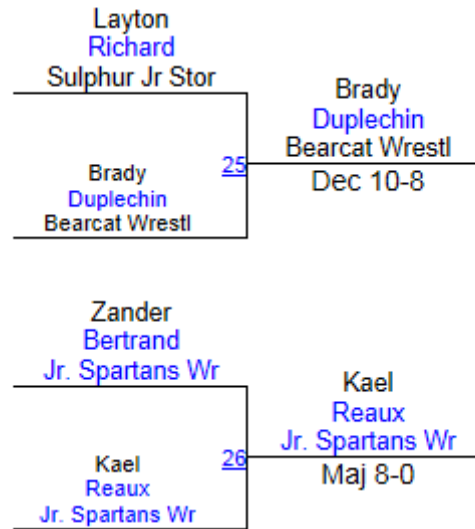 Layton
Richard
Sulphur Jr Stor
Brady
Duplechin
Bearcat Wrestl
25
Brady
Duplechin
Bearcat Wrestl
Dec 10-8
Zander
Bertrand
Jr. Spartans Wr
Kael
Reaux
Jr. Spartans Wr
26
Kael
Reaux
Jr. Spartans Wr
Maj 8-0